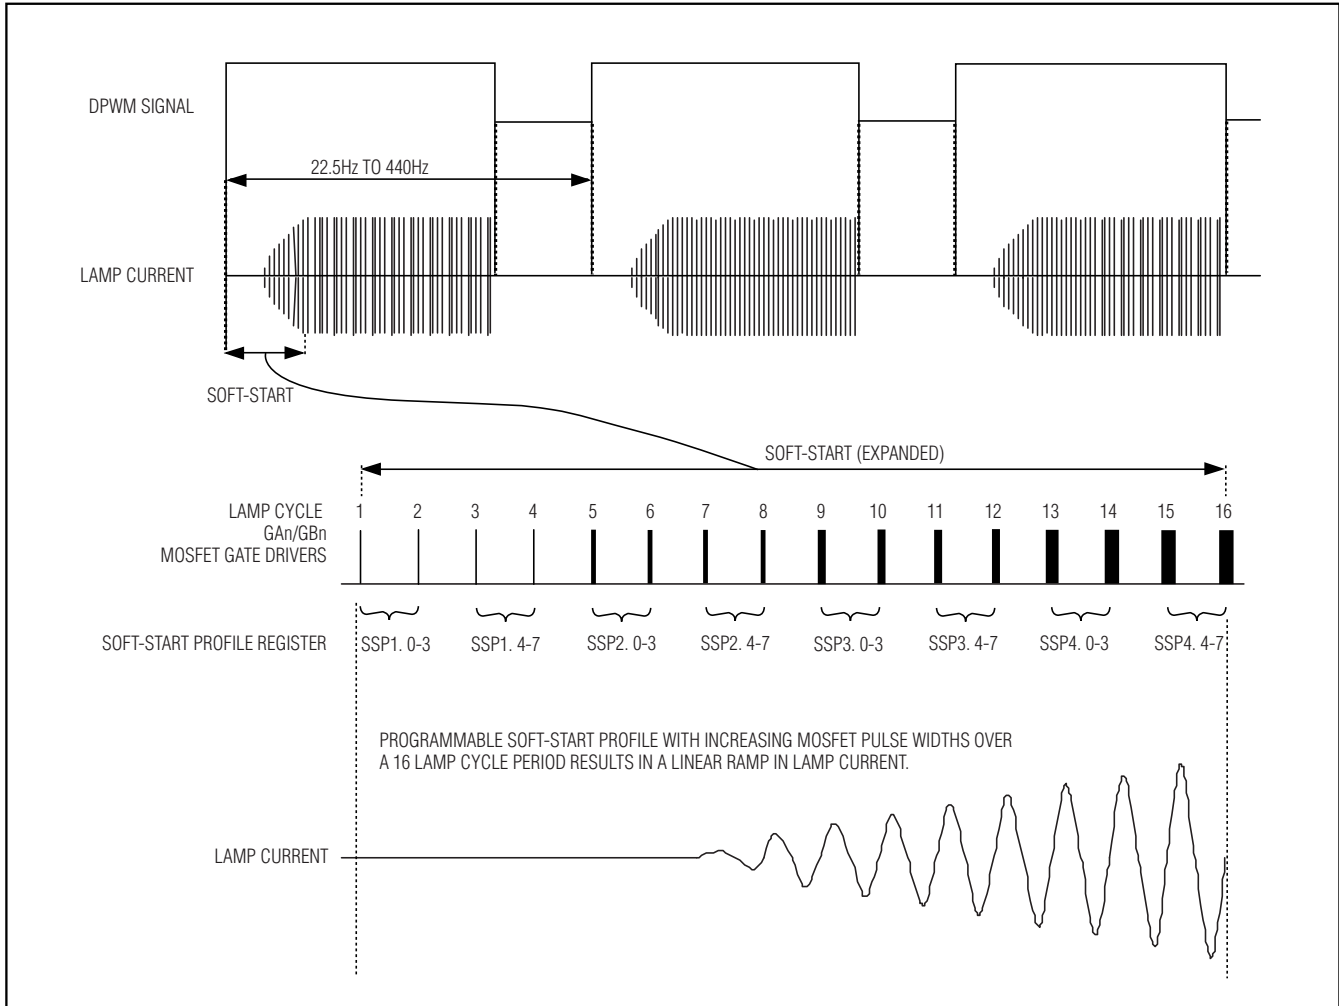 DPWM SIGNAL
22.5Hz TO 440Hz
LAMP CURRENT
SOFT-START
SOFT-START (EXPANDED)
LAMP CYCLE 1 2 3 4 5 6 7 8 9 10 11 12 13 14 15 16
GAn/GBn
MOSFET GATE DRIVERS
SOFT-START PROFILE REGISTER SSP1. 0-3 SSP1. 4-7 SSP2. 0-3 SSP2. 4-7 SSP3. 0-3 SSP3. 4-7 SSP4. 0-3 SSP4. 4-7
PROGRAMMABLE SOFT-START PROFILE WITH INCREASING MOSFET PULSE WIDTHS OVER
A 16 LAMP CYCLE PERIOD RESULTS IN A LINEAR RAMP IN LAMP CURRENT.
LAMP CURRENT